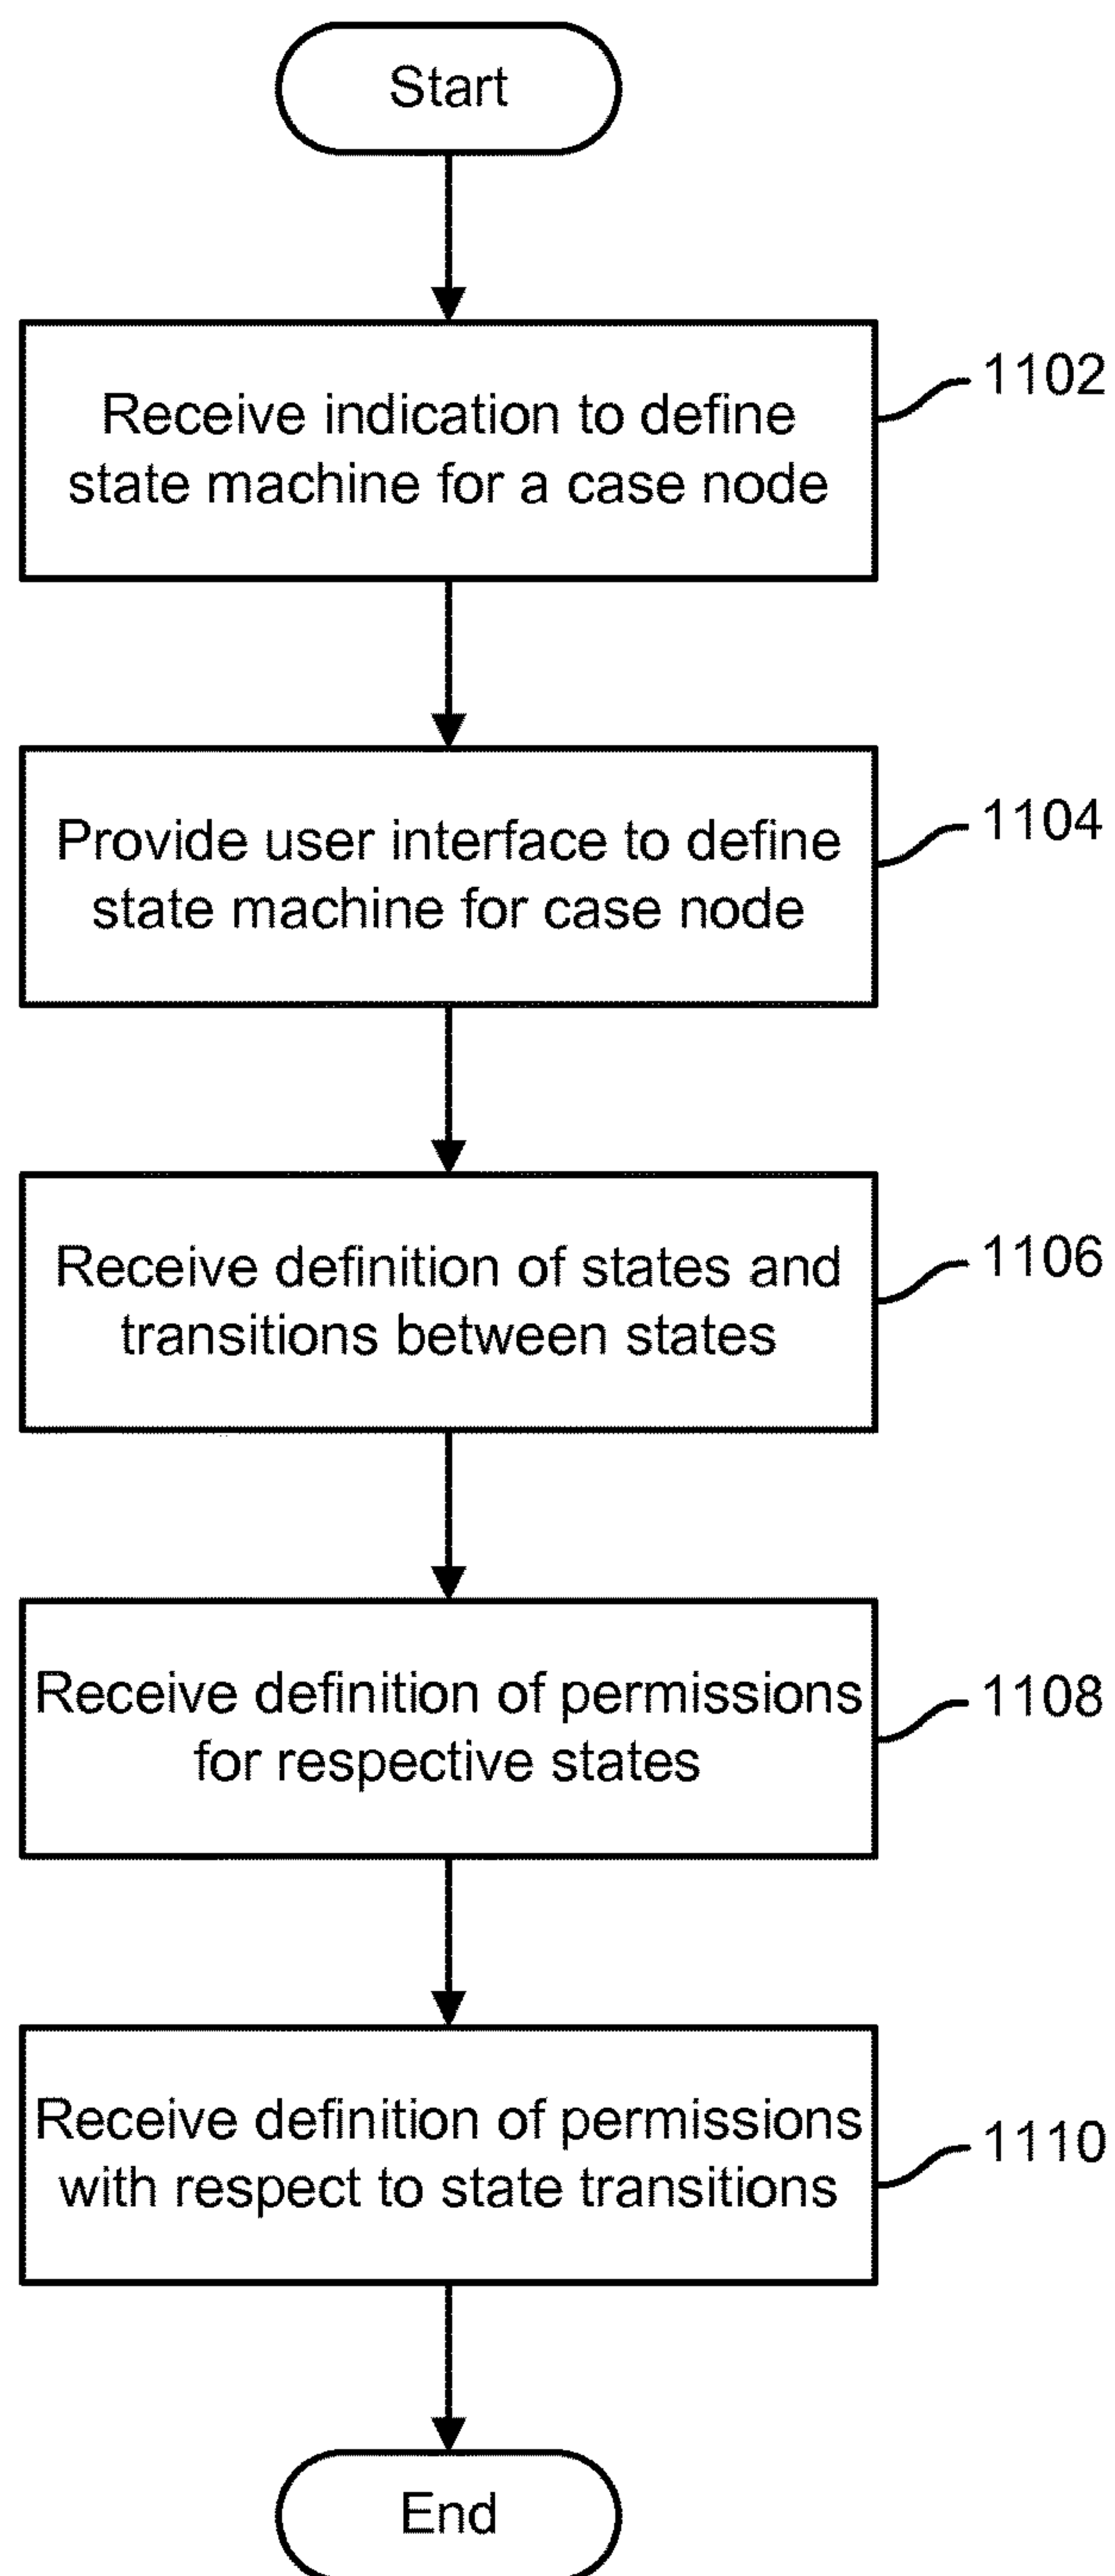 Start
Receive indication to define
state machine for a case node
1102
Provide user interface to define
state machine for case node
1104
Receive definition of states and
transitions between states
1106
Receive definition of permissions
for respective states
1108
Receive definition of permissions
with respect to state transitions
1110
End